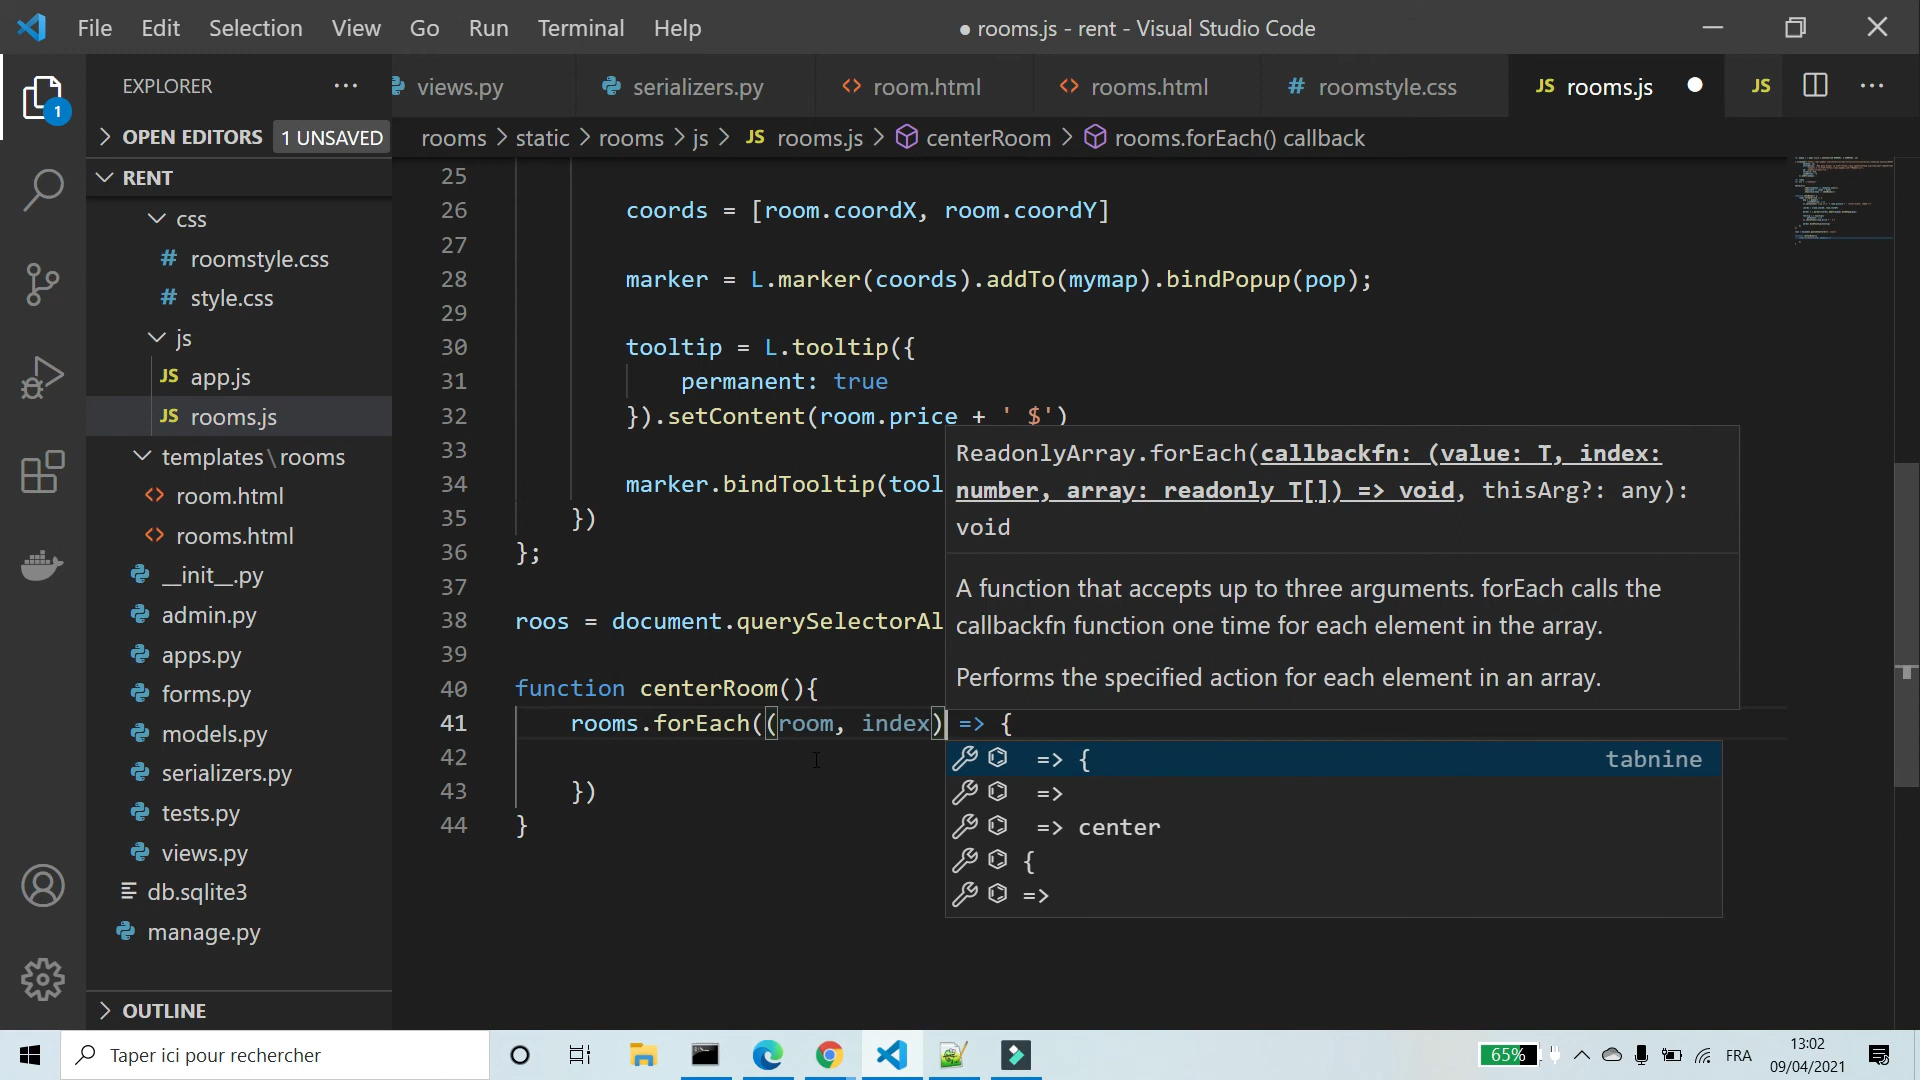 File Edit Selection View Go Run Terminal Help ● rooms.js - rent - Visual Studio Code
EXPLORER ···
views.py serializers.py room.html rooms.html # roomstyle.css JS rooms.js ● JS ···
1
OPEN EDITORS 1 UNSAVED
rooms > static > rooms > js > JS rooms.js > centerRoom > rooms.forEach() callback
RENT
css
# roomstyle.css
# style.css
js
JS app.js
JS rooms.js
templates\rooms
room.html
rooms.html
__init__.py
admin.py
apps.py
forms.py
models.py
serializers.py
tests.py
views.py
db.sqlite3
manage.py
OUTLINE
25
26 coords = [room.coordX, room.coordY]
27
28 marker = L.marker(coords).addTo(mymap).bindPopup(pop);
29
30 tooltip = L.tooltip({
31 permanent: true
32 }).setContent(room.price + ' $')
33
34 marker.bindTooltip(tool
35 })
36 };
37
38 roos = document.querySelectorAl
39
40 function centerRoom(){
41 rooms.forEach((room, index) => {
42
43 })
44 }
ReadonlyArray.forEach(callbackfn: (value: T, index:
number, array: readonly T[]) => void, thisArg?: any):
void
A function that accepts up to three arguments. forEach calls the
callbackfn function one time for each element in the array.
Performs the specified action for each element in an array.
=> { tabnine
=>
=> center
{
=>
Taper ici pour rechercher
65% FRA 13:02
09/04/2021